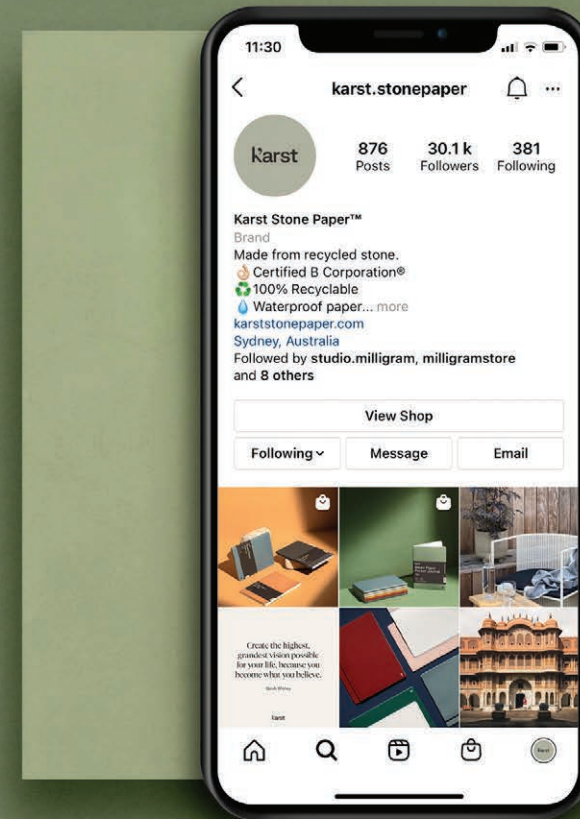 11:30
karst.stonepaper
karst
876
Posts
30.1 k
Followers
381
Following
Karst Stone Paper™
Brand
Made from recycled stone.
👌🏻 Certified B Corporation®
♻️ 100% Recyclable
💧 Waterproof paper... more
karststonepaper.com
Sydney, Australia
Followed by studio.milligram, milligramstore
and 8 others
View Shop
Following
Message
Email
Create the highest,
grandest vision possible
for your life, because you
become what you believe.
karst
karst